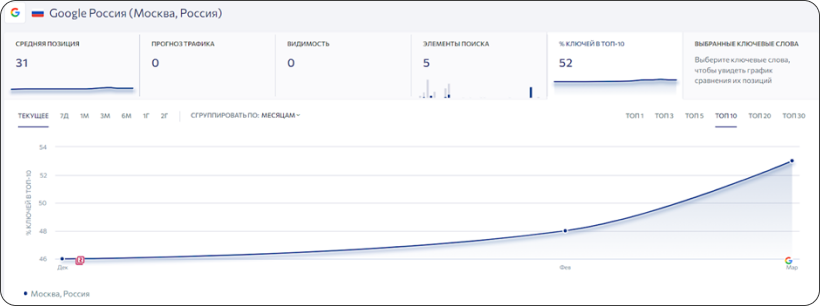 Google Россия (Москва, Россия)
СРЕДНЯЯ ПОЗИЦИЯ
31
ПРОГНОЗ ТРАФИКА
0
ВИДИМОСТЬ
0
ЭЛЕМЕНТЫ ПОИСКА
5
% КЛЮЧЕЙ В ТОП-10
52
ВЫБРАННЫЕ КЛЮЧЕВЫЕ СЛОВА
Выберите ключевые слова,
чтобы увидеть график
сравнения их позиций
ТЕКУЩЕЕ 7Д 1М 3М 6М 1Г 2Г СГРУППИРОВАТЬ ПО: МЕСЯЦАМ ТОП 1 ТОП 3 ТОП 5 ТОП 10 ТОП 20 ТОП 30
% КЛЮЧЕЙ В ТОП-10
54
52
50
48
46
Дек Фев Мар
Москва, Россия